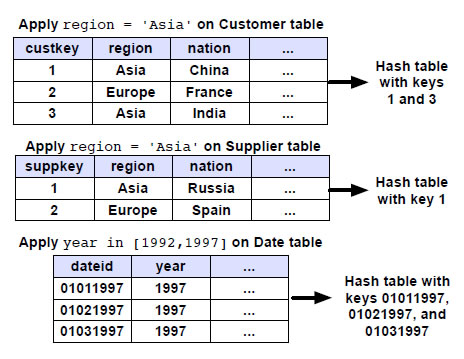 Apply region = 'Asia' on Customer table
custkey region nation ...
1 Asia China ...
2 Europe France ...
3 Asia India ...
Hash table
with keys
1 and 3
Apply region = 'Asia' on Supplier table
suppkey region nation ...
1 Asia Russia ...
2 Europe Spain ...
Hash table
with key 1
Apply year in [1992,1997] on Date table
dateid year ...
01011997 1997 ...
01021997 1997 ...
01031997 1997 ...
Hash table with
keys 01011997,
01021997, and
01031997